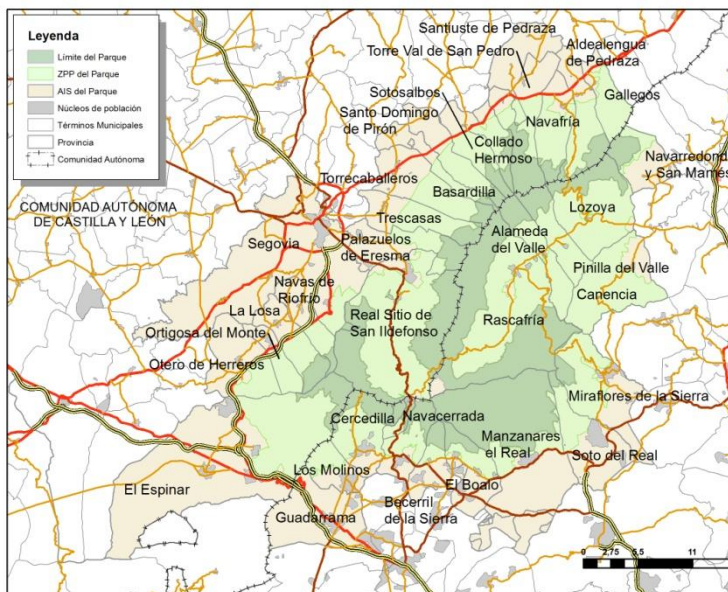 Leyenda
Límite del Parque
ZPP del Parque
AIS del Parque
Núcleos de población
Términos Municipales
Provincia
Comunidad Autónoma
COMUNIDAD AUTÓNOMA
DE CASTILLA Y LEÓN
Santiuste de Pedraza
Torre Val de San Pedro
Aldealengua
de Pedraza
Sotosalbos
Gallegos
Santo Domingo
de Pirón
Navafría
Collado
Hermoso
Navarredonda
y San Mamés
Torrecaballeros
Basardilla
Lozoya
Trescasas
Alameda
del Valle
Segovia
Palazuelos
de Eresma
Pinilla del Valle
Navas de
Riofrío
Canencia
La Losa
Real Sitio de
San Ildefonso
Rascafría
Ortigosa del Monte
Otero de Herreros
Miraflores de la Sierra
Cercedilla
Navacerrada
Manzanares
el Real
Soto del Real
Los Molinos
El Espinar
El Boalo
Becerril
de la Sierra
Guadarrama
0 2.75 5.5 11